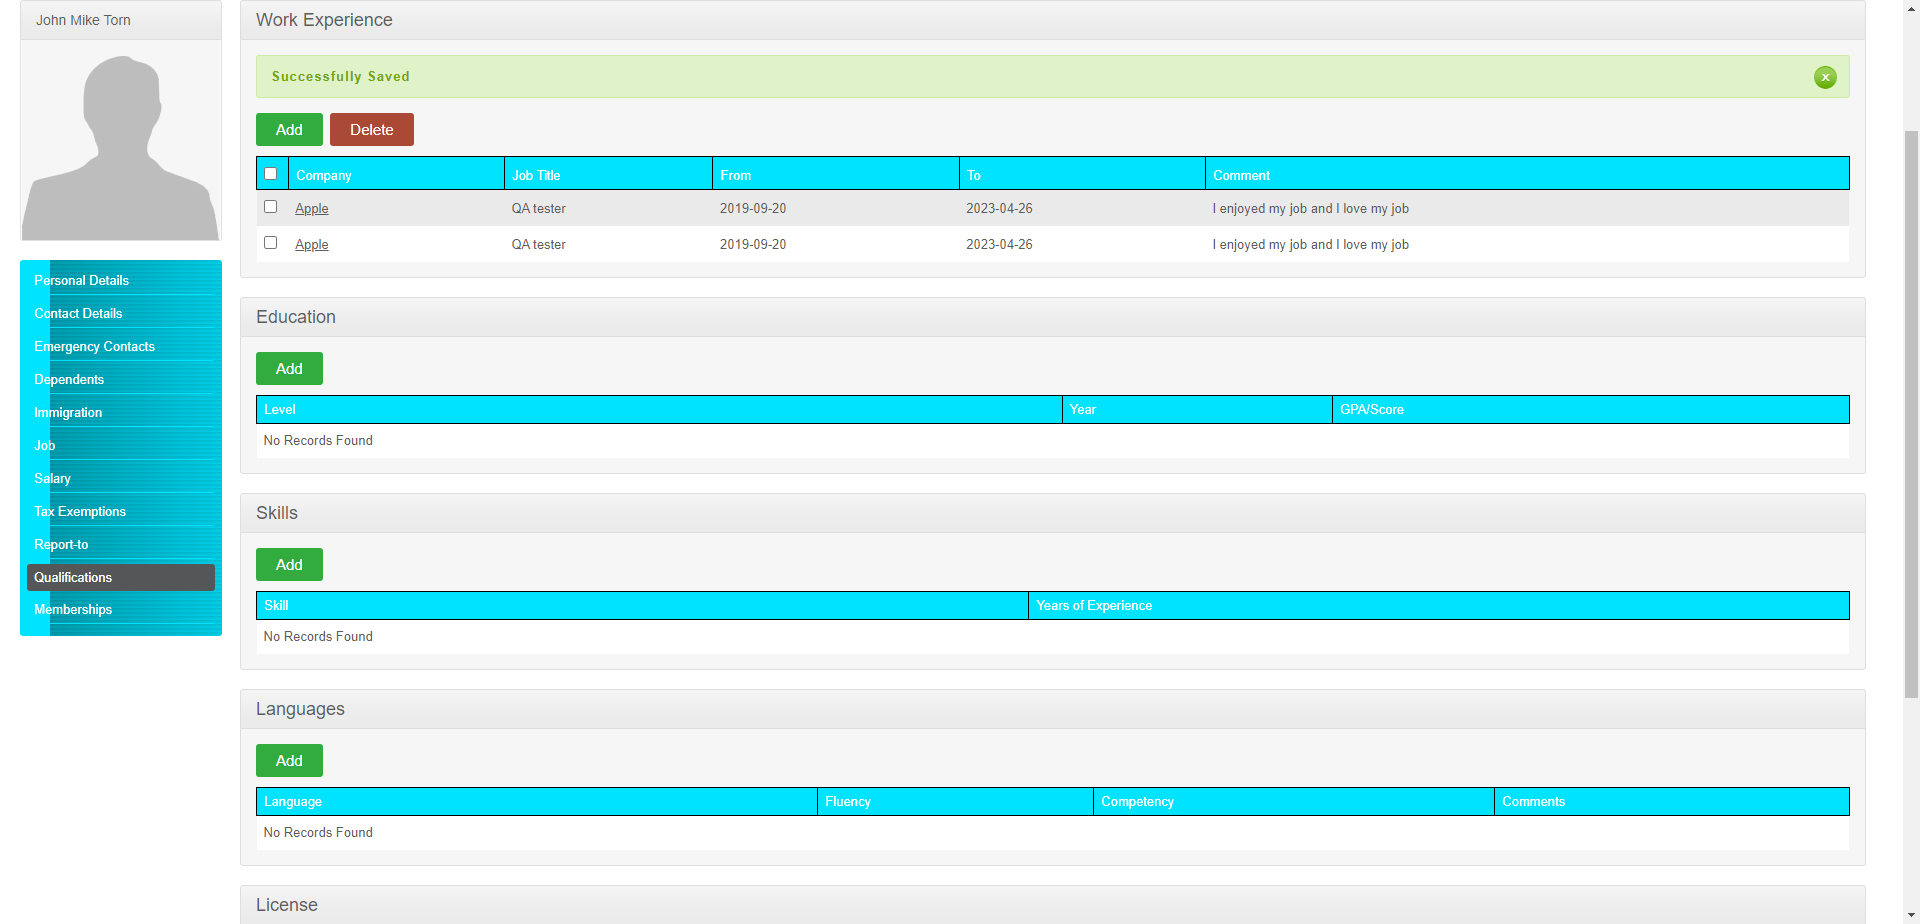 John Mike Torn
Personal Details
Contact Details
Emergency Contacts
Dependents
Immigration
Job
Salary
Tax Exemptions
Report-to
Qualifications
Memberships
Work Experience
Successfully Saved
x
Add Delete
Company Job Title From To Comment
Apple QA tester 2019-09-20 2023-04-26 I enjoyed my job and I love my job
Apple QA tester 2019-09-20 2023-04-26 I enjoyed my job and I love my job
Education
Add
Level Year GPA/Score
No Records Found
Skills
Add
Skill Years of Experience
No Records Found
Languages
Add
Language Fluency Competency Comments
No Records Found
License